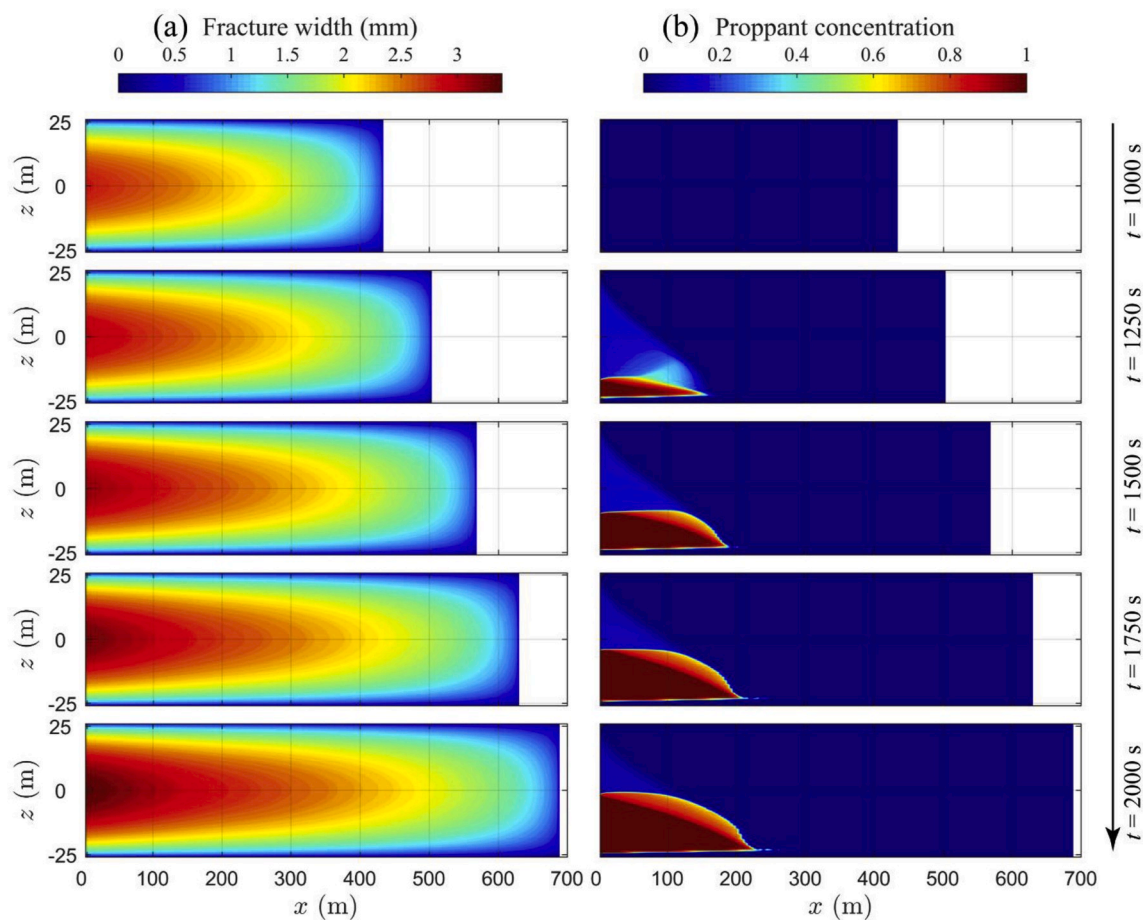 (a) Fracture width (mm)
0 0.5 1 1.5 2 2.5 3
(b) Proppant concentration
0 0.2 0.4 0.6 0.8 1
25
0
-25
z (m)
t = 1000 s
25
0
-25
z (m)
t = 1250 s
25
0
-25
z (m)
t = 1500 s
25
0
-25
z (m)
t = 1750 s
25
0
-25
z (m)
t = 2000 s
0 100 200 300 400 500 600 700
x (m)
0 100 200 300 400 500 600 700
x (m)